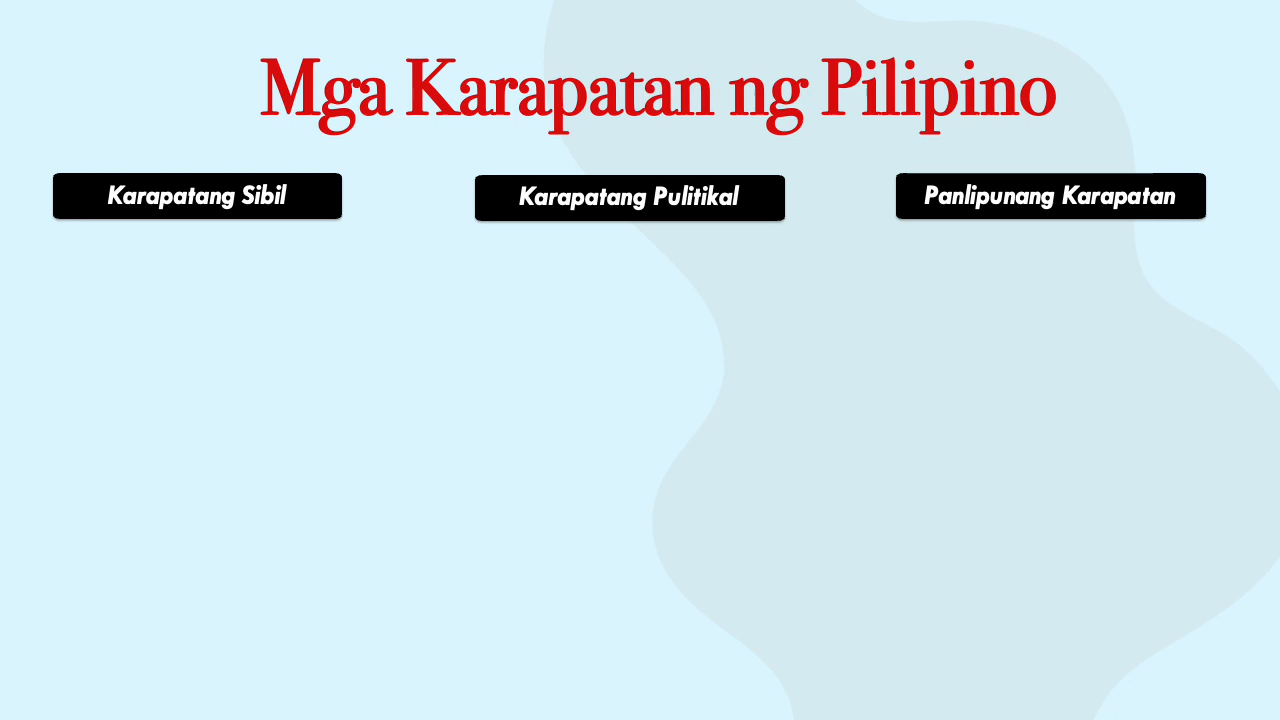 Mga Karapatan ng Pilipino
Karapatang Sibil
Karapatang Pulitikal
Panlipunang Karapatan